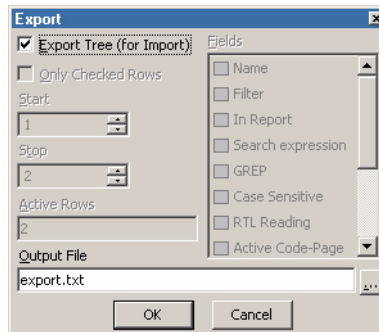 Export
Export Tree (for Import)
Only Checked Rows
Start
1
Stop
2
Active Rows
2
Fields
Name
Filter
In Report
Search expression
GREP
Case Sensitive
RTL Reading
Active Code-Page
Output File
export.txt
...
OK
Cancel